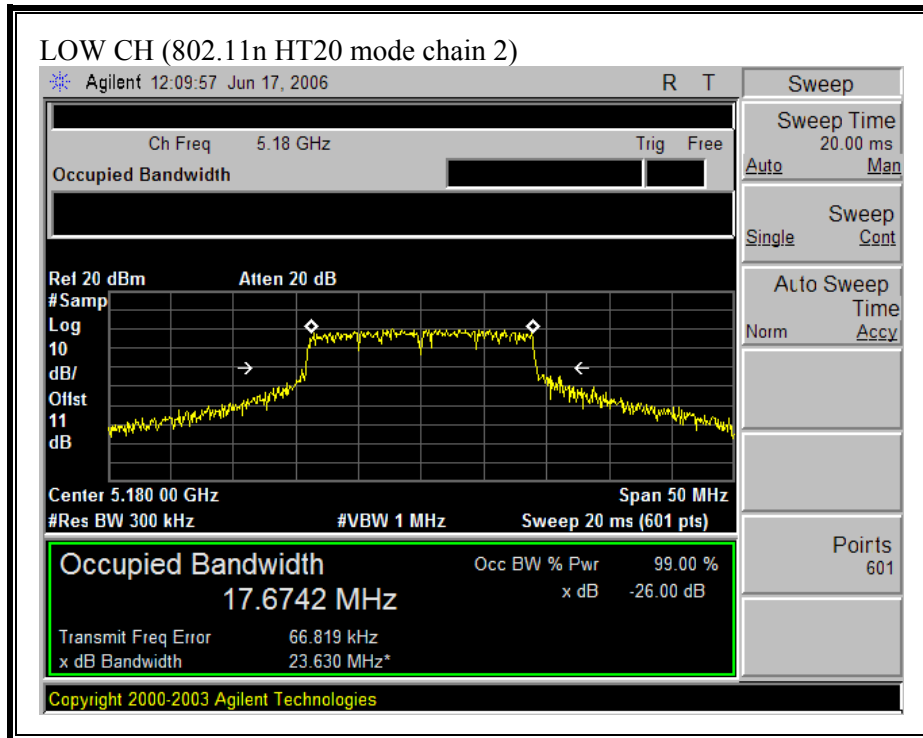 LOW CH (802.11n HT20 mode chain 2)
Agilent 12:09:57 Jun 17, 2006 R T
Sweep
Ch Freq 5.18 GHz Trig Free
Occupied Bandwidth
Sweep Time
20.00 ms
Auto Man
Sweep
Single Cont
Auto Sweep
Time
Norm Accy
Points
601
Ref 20 dBm Atten 20 dB
#Samp
Log
10
dB/
Offst
11
dB
Center 5.180 00 GHz Span 50 MHz
#Res BW 300 kHz #VBW 1 MHz Sweep 20 ms (601 pts)
Occupied Bandwidth Occ BW % Pwr 99.00 %
17.6742 MHz x dB -26.00 dB
Transmit Freq Error 66.819 kHz
x dB Bandwidth 23.630 MHz*
Copyright 2000-2003 Agilent Technologies